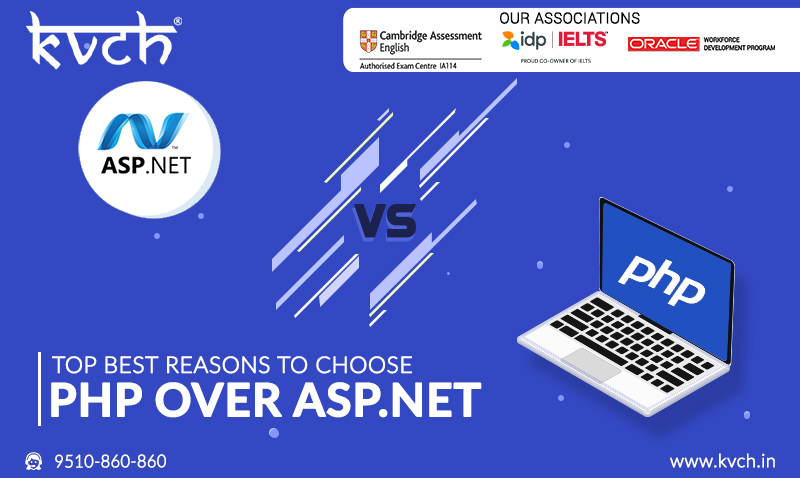 kvch®
OUR ASSOCIATIONS
Cambridge Assessment
English
Authorised Exam Centre IA114
idp IELTS™
PROUD CO-OWNER OF IELTS
ORACLE WORKFORCE
DEVELOPMENT PROGRAM
ASP.NET™
VS
php
TOP BEST REASONS TO CHOOSE
PHP OVER ASP.NET
9510-860-860
www.kvch.in